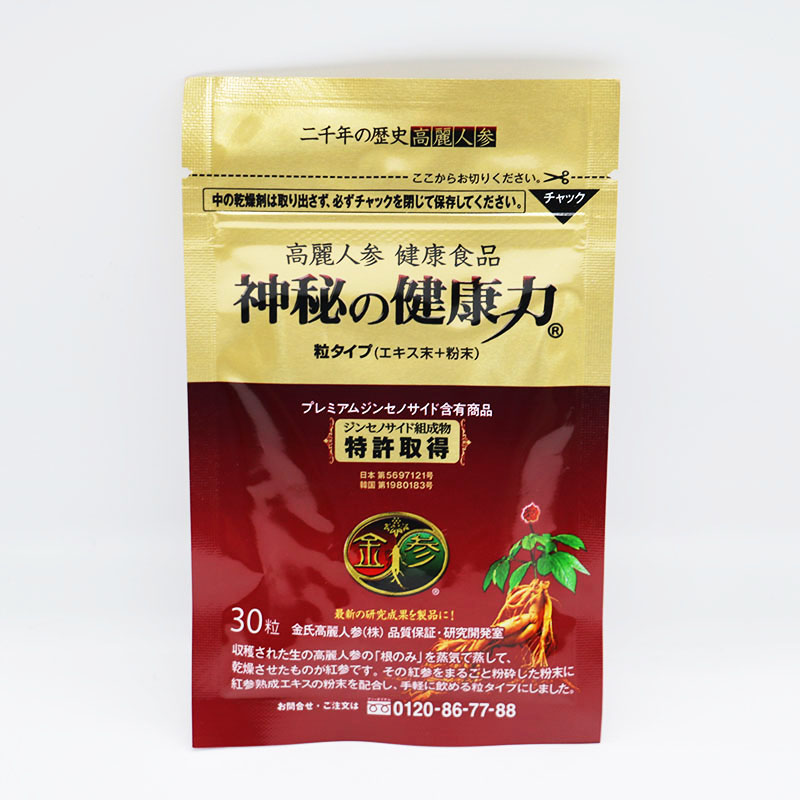 二千年の歴史高麗人参
ここからお切りください。
中の乾燥剤は取り出さず、必ずチャックを閉じて保存してください。
チャック
高麗人参 健康食品
神秘の健康力®
粒タイプ(エキス末+粉末)
プレミアムジンセノサイド含有商品
ジンセノサイド組成物
特許取得
日本 第5697121号
韓国 第1980183号
金参®
最新の研究成果を製品に!
30粒 金氏高麗人参(株) 品質保証・研究開発室
収穫された生の高麗人参の「根のみ」を蒸気で蒸して、
乾燥させたものが紅参です。その紅参をまるごと粉砕した粉末に
紅参熟成エキスの粉末を配合し、手軽に飲める粒タイプにしました。
お問合せ・ご注文は 0120-86-77-88